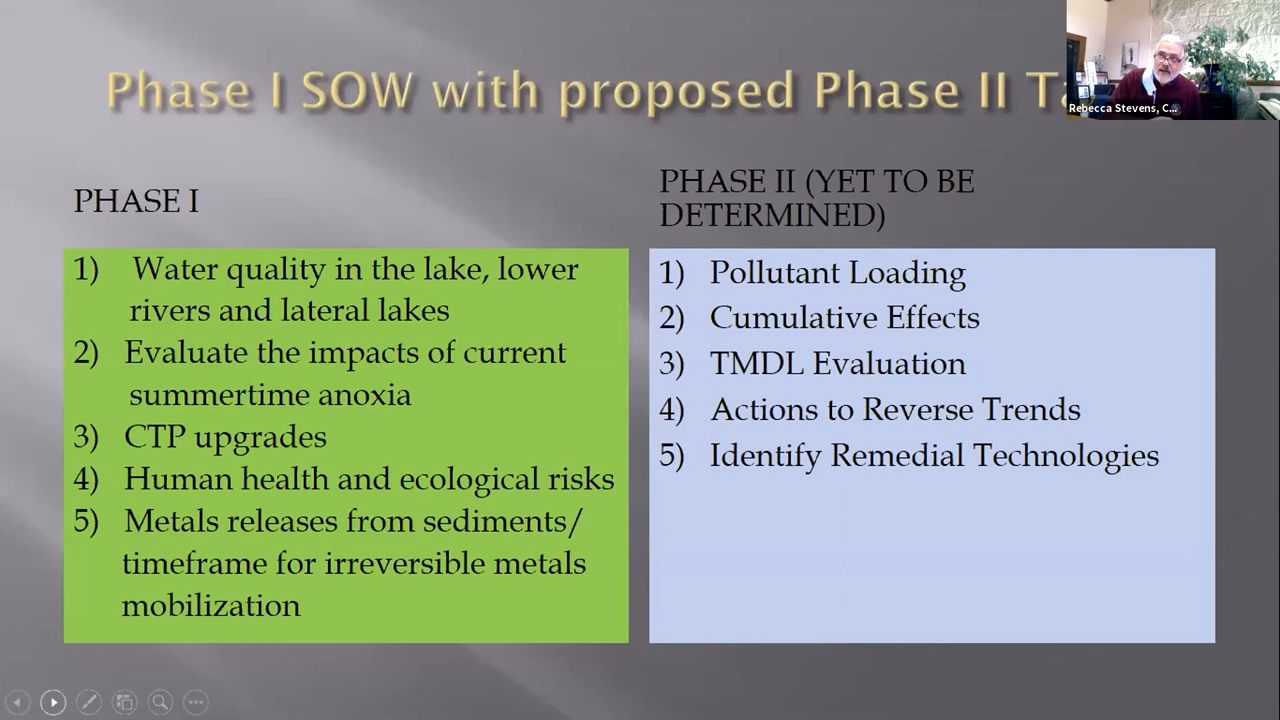 Phase I SOW with proposed Phase II
Rebecca Stevens, C...
PHASE I
1) Water quality in the lake, lower
rivers and lateral lakes
2) Evaluate the impacts of current
summertime anoxia
3) CTP upgrades
4) Human health and ecological risks
5) Metals releases from sediments/
timeframe for irreversible metals
mobilization
PHASE II (YET TO BE
DETERMINED)
1) Pollutant Loading
2) Cumulative Effects
3) TMDL Evaluation
4) Actions to Reverse Trends
5) Identify Remedial Technologies